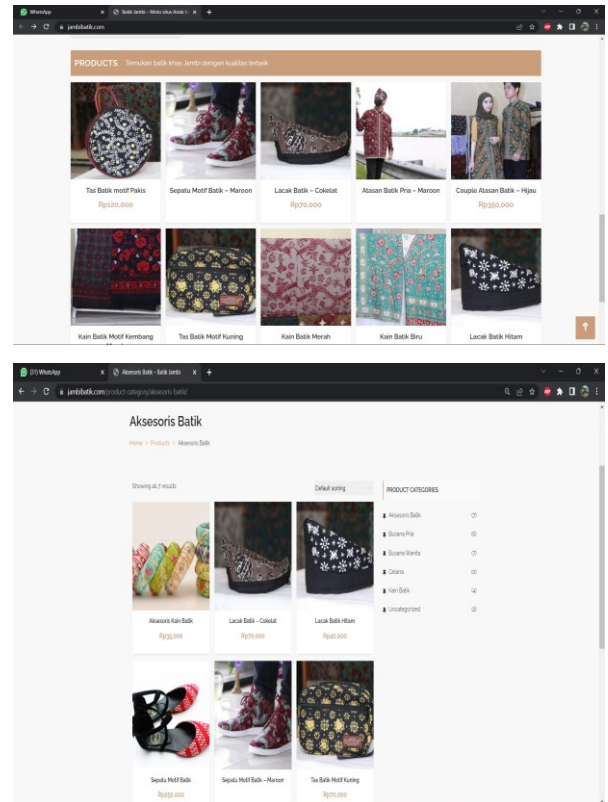 WhatsApp
Batik Jambi – Moto situs Anda
jambibatik.com
PRODUCTS Temukan batik khas Jambi dengan kualitas terbaik
Tas Batik motif Pakis
Rp120,000
Sepatu Motif Batik – Maroon
Lacak Batik – Cokelat
Rp70,000
Atasan Batik Pria – Maroon
Couple Atasan Batik – Hijau
Rp350,000
Kain Batik Motif Kembang
Tas Batik Motif Kuning
Kain Batik Merah
Kain Batik Biru
Lacak Batik Hitam
WhatsApp
Aksesoris Batik – Batik Jambi
jambibatik.com/product-category/aksesoris-batik/
Aksesoris Batik
Home > Products > Aksesoris Batik
Showing all 7 results
Default sorting
Aksesoris Kain Batik
Rp35,000
Lacak Batik – Cokelat
Rp70,000
Lacak Batik Hitam
Sepatu Motif Batik
Rp250,000
Sepatu Motif Batik – Maroon
Tas Batik Motif Kuning
Rp70,000
PRODUCT CATEGORIES
Aksesoris Batik (7)
Busana Pria (6)
Busana Wanita (7)
Celana
Kain Batik (4)
Uncategorized